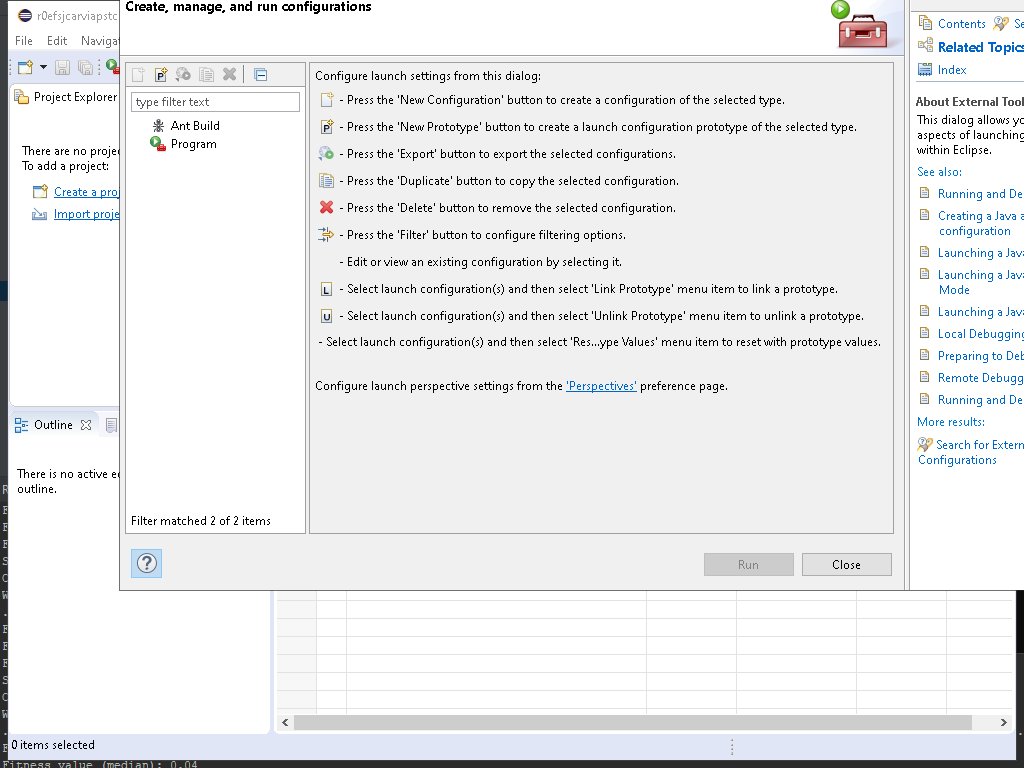 Create, manage, and run configurations
r0efsjcarviapstc
File Edit Naviga
Project Explorer
There are no proje
To add a project:
Create a proj
Import proje
type filter text
Ant Build
Program
Filter matched 2 of 2 items
Configure launch settings from this dialog:
- Press the 'New Configuration' button to create a configuration of the selected type.
P - Press the 'New Prototype' button to create a launch configuration prototype of the selected type.
- Press the 'Export' button to export the selected configurations.
- Press the 'Duplicate' button to copy the selected configuration.
- Press the 'Delete' button to remove the selected configuration.
- Press the 'Filter' button to configure filtering options.
- Edit or view an existing configuration by selecting it.
L - Select launch configuration(s) and then select 'Link Prototype' menu item to link a prototype.
U - Select launch configuration(s) and then select 'Unlink Prototype' menu item to unlink a prototype.
- Select launch configuration(s) and then select 'Res...ype Values' menu item to reset with prototype values.
Configure launch perspective settings from the 'Perspectives' preference page.
Run
Close
Contents Se
Related Topics
Index
About External Tool
This dialog allows yo
aspects of launching
within Eclipse.
See also:
Running and De
Creating a Java a
configuration
Launching a Java
Launching a Java
Mode
Launching a Java
Local Debugging
Preparing to Deb
Remote Debugg
Running and De
More results:
Search for Extern
Configurations
Outline
There is no active ed
outline.
0 items selected
Fitness value (median): 0.04